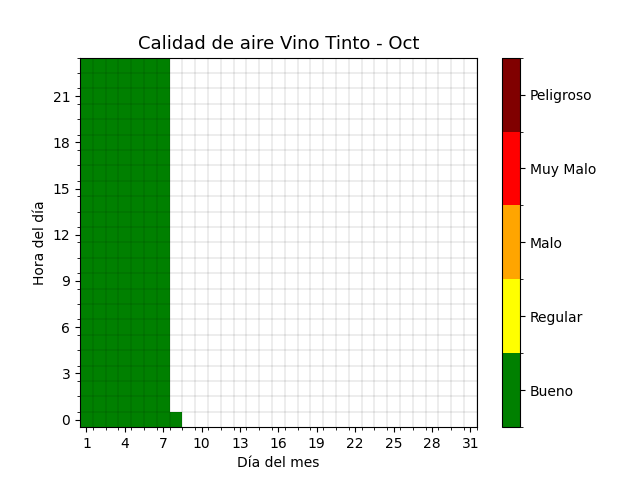 Calidad de aire Vino Tinto - Oct
Hora del día
21
18
15
12
9
6
3
0
1 4 7 10 13 16 19 22 25 28 31
Día del mes
Peligroso
Muy Malo
Malo
Regular
Bueno